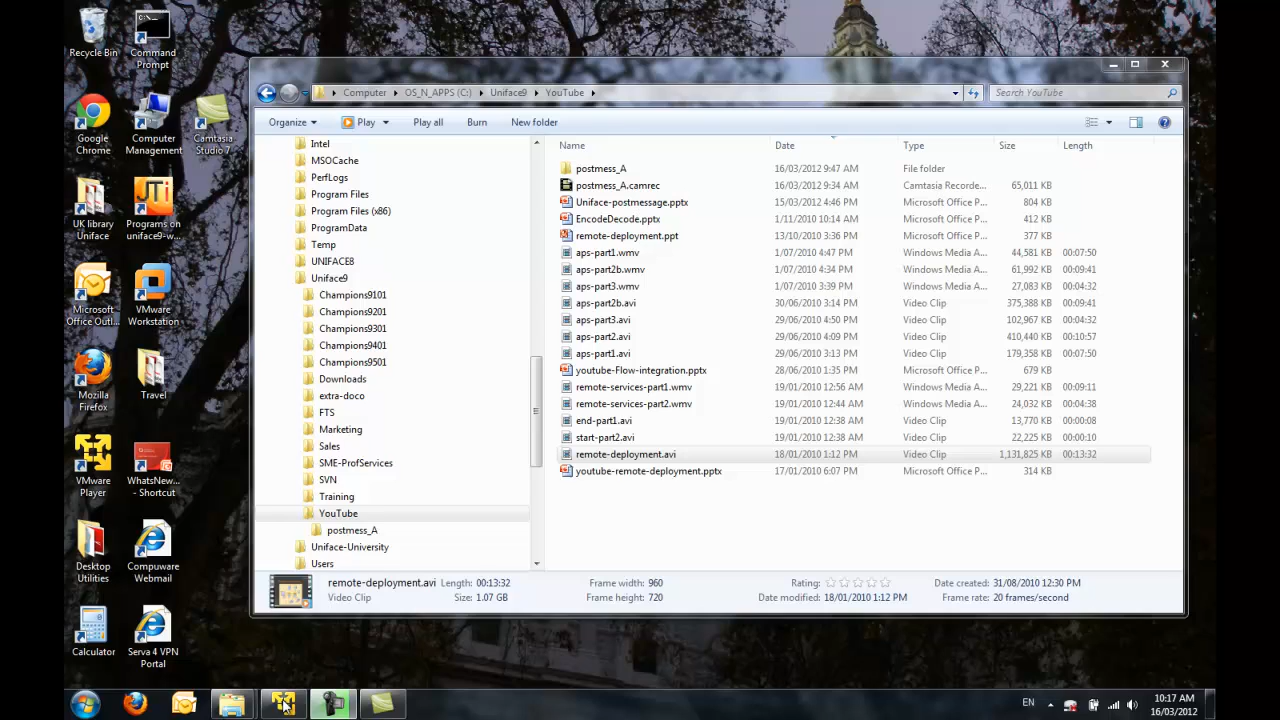 Recycle Bin
Command
Prompt
Google
Chrome
Computer
Management
Camtasia
Studio 7
UK library
Uniface
Programs on
uniface9-w...
Microsoft
Office Outl...
VMware
Workstation
Mozilla
Firefox
Travel
VMware
Player
WhatsNew...
- Shortcut
Desktop
Utilities
Compuware
Webmail
Calculator
Serva 4 VPN
Portal
Computer OS_N_APPS (C:) Uniface9 YouTube
Search YouTube
Organize Play Play all Burn New folder
Intel
MSOCache
PerfLogs
Program Files
Program Files (x86)
ProgramData
Temp
UNIFACE8
Uniface9
Champions9101
Champions9201
Champions9301
Champions9401
Champions9501
Downloads
extra-doco
FTS
Marketing
Sales
SME-ProfServices
SVN
Training
YouTube
postmess_A
Uniface-University
Users
Name Date Type Size Length
postmess_A 16/03/2012 9:47 AM File folder
postmess_A.camrec 16/03/2012 9:34 AM Camtasia Recorde... 65,011 KB
Uniface-postmessage.pptx 15/03/2012 4:46 PM Microsoft Office P... 804 KB
EncodeDecode.pptx 1/11/2010 10:14 AM Microsoft Office P... 412 KB
remote-deployment.ppt 13/10/2010 3:36 PM Microsoft Office P... 377 KB
aps-part1.wmv 1/07/2010 4:47 PM Windows Media A... 44,581 KB 00:07:50
aps-part2b.wmv 1/07/2010 4:34 PM Windows Media A... 61,992 KB 00:09:41
aps-part3.wmv 1/07/2010 3:39 PM Windows Media A... 27,083 KB 00:04:32
aps-part2b.avi 30/06/2010 3:14 PM Video Clip 375,388 KB 00:09:41
aps-part3.avi 29/06/2010 4:50 PM Video Clip 102,967 KB 00:04:32
aps-part2.avi 29/06/2010 4:09 PM Video Clip 410,440 KB 00:10:57
aps-part1.avi 29/06/2010 3:13 PM Video Clip 179,358 KB 00:07:50
youtube-Flow-integration.pptx 28/06/2010 1:35 PM Microsoft Office P... 679 KB
remote-services-part1.wmv 19/01/2010 12:56 AM Windows Media A... 29,221 KB 00:09:11
remote-services-part2.wmv 19/01/2010 12:44 AM Windows Media A... 24,032 KB 00:04:38
end-part1.avi 19/01/2010 12:38 AM Video Clip 13,770 KB 00:00:08
start-part2.avi 19/01/2010 12:38 AM Video Clip 22,225 KB 00:00:10
remote-deployment.avi 18/01/2010 1:12 PM Video Clip 1,131,825 KB 00:13:32
youtube-remote-deployment.pptx 17/01/2010 6:07 PM Microsoft Office P... 314 KB
remote-deployment.avi Length: 00:13:32 Frame width: 960 Rating: Date created: 31/08/2010 12:30 PM
Video Clip Size: 1.07 GB Frame height: 720 Date modified: 18/01/2010 1:12 PM Frame rate: 20 frames/second
EN
10:17 AM
16/03/2012